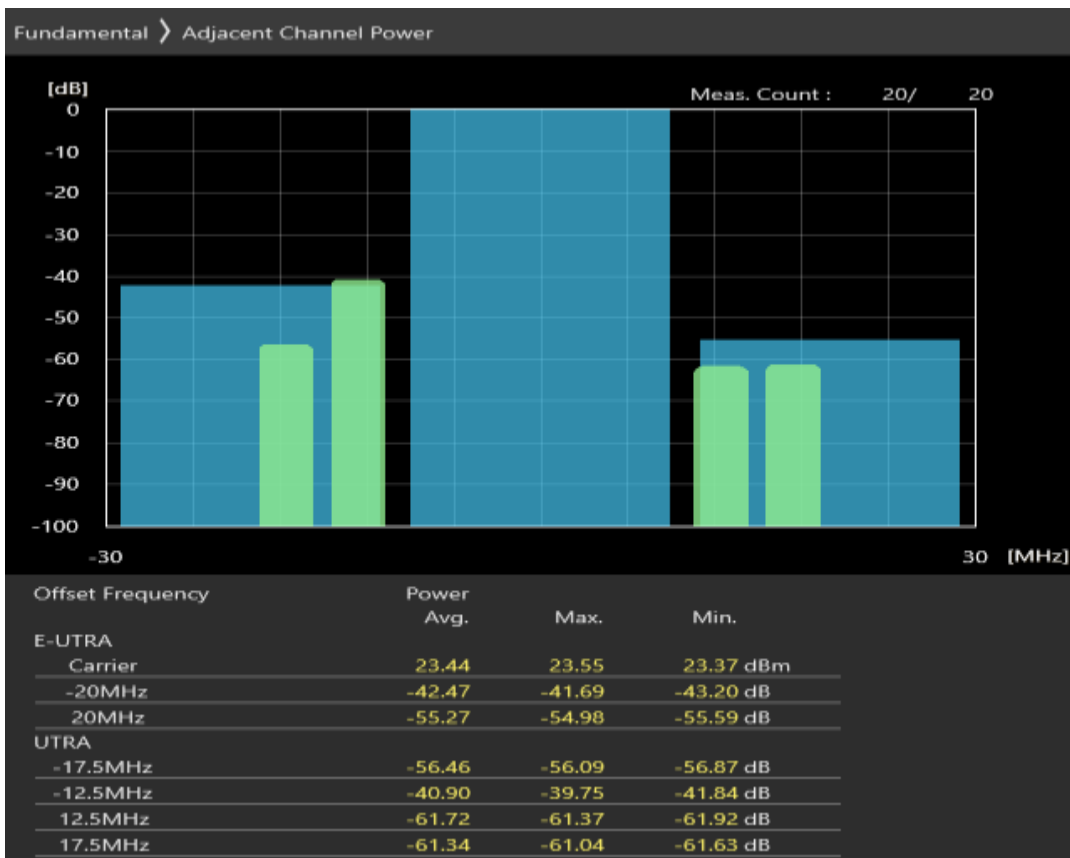 Fundamental ❯ Adjacent Channel Power
[dB]
Meas. Count : 20/ 20
0
-10
-20
-30
-40
-50
-60
-70
-80
-90
-100
-30 30 [MHz]
Offset Frequency Power
Avg. Max. Min.
E-UTRA
Carrier 23.44 23.55 23.37 dBm
-20MHz -42.47 -41.69 -43.20 dB
20MHz -55.27 -54.98 -55.59 dB
UTRA
-17.5MHz -56.46 -56.09 -56.87 dB
-12.5MHz -40.90 -39.75 -41.84 dB
12.5MHz -61.72 -61.37 -61.92 dB
17.5MHz -61.34 -61.04 -61.63 dB